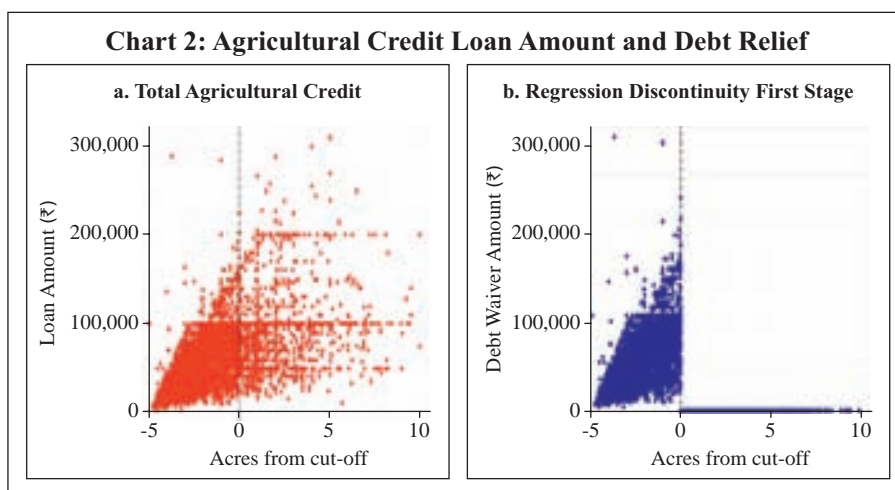 Chart 2: Agricultural Credit Loan Amount and Debt Relief
a. Total Agricultural Credit
Loan Amount (₹)
300,000
200,000
100,000
0
-5 0 5 10
Acres from cut-off
b. Regression Discontinuity First Stage
Debt Waiver Amount (₹)
300,000
200,000
100,000
0
-5 0 5 10
Acres from cut-off